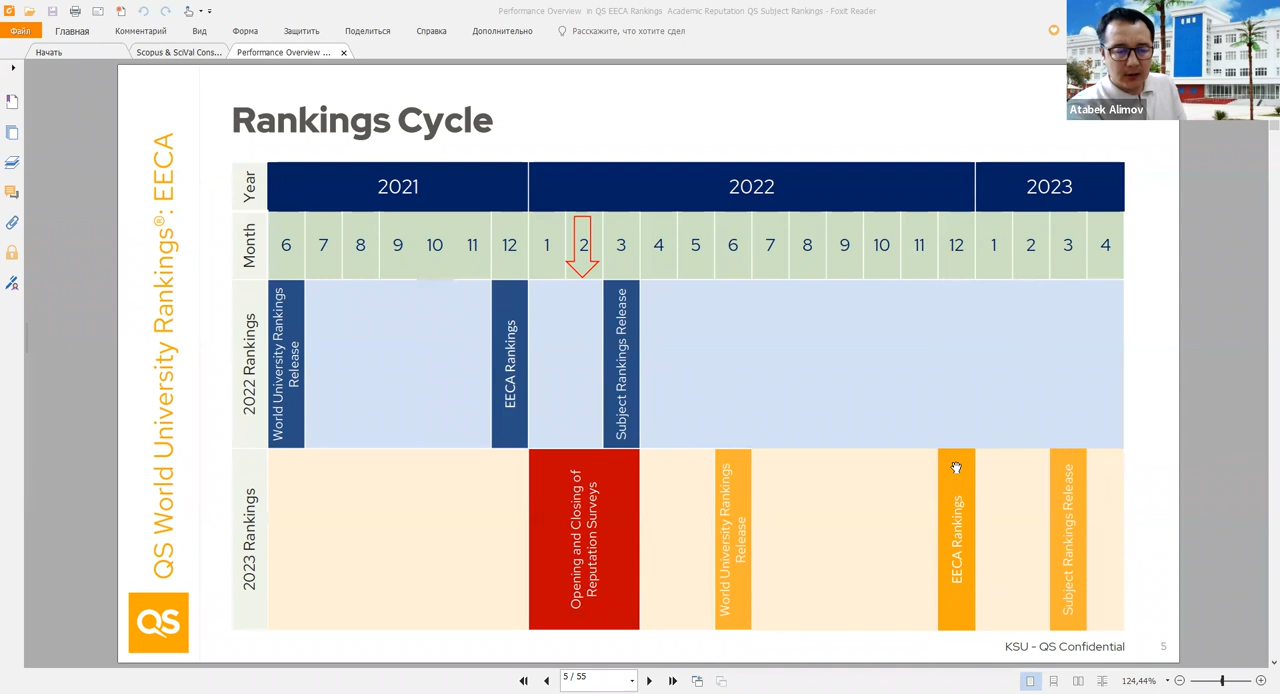 Performance Overview in QS EECA Rankings Academic Reputation QS Subject Rankings - Foxit Reader
Файл
Главная
Комментарий
Вид
Форма
Защитить
Поделиться
Справка
Дополнительно
Расскажите, что хотите сдел
Начать
Scopus & SciVal Cons...
Performance Overview ...
Atabek Alimov
QS World University Rankings®: EECA
Rankings Cycle
Year
2021
2022
2023
Month
6 7 8 9 10 11 12 1 2 3 4 5 6 7 8 9 10 11 12 1 2 3 4
2022 Rankings
World University Rankings
Release
EECA Rankings
Subject Rankings Release
2023 Rankings
Opening and Closing of
Reputation Surveys
World University Rankings
Release
EECA Rankings
Subject Rankings Release
QS
KSU - QS Confidential
5
5 / 55
124,44%